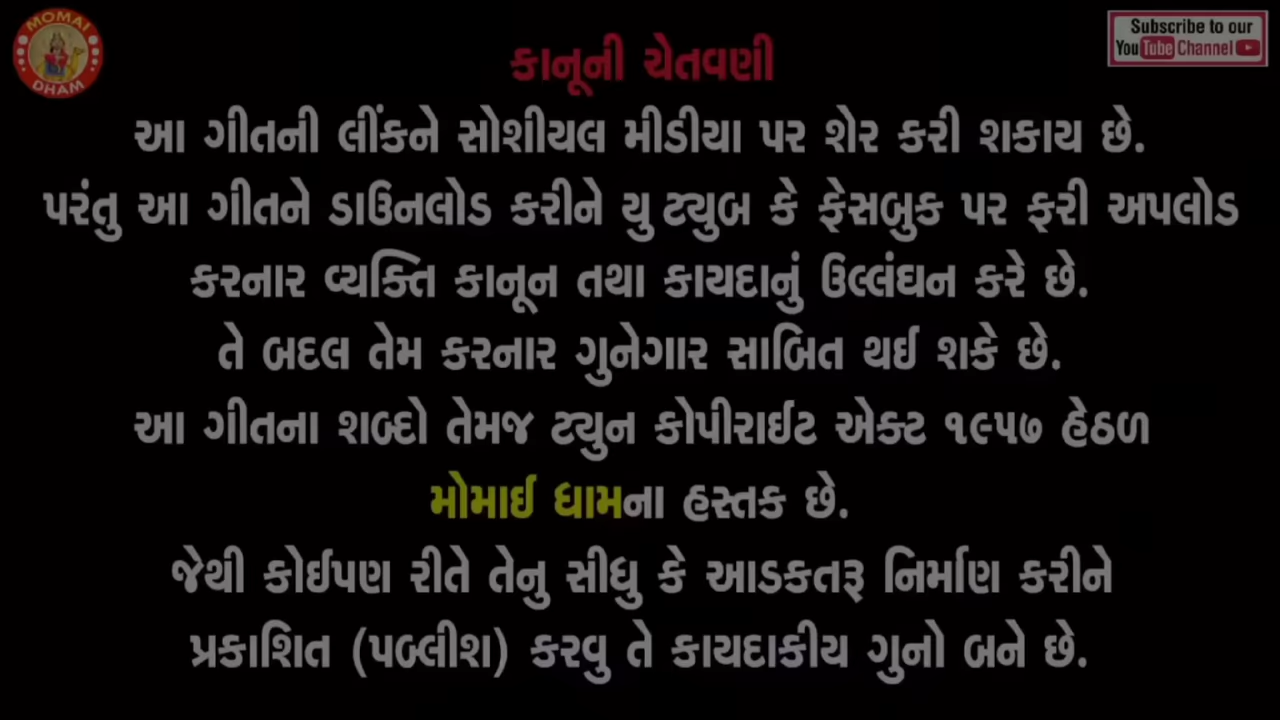 MOMAI
DHAM
Subscribe to our
YouTube Channel
કાનૂની ચેતવણી
આ ગીતની લીંકને સોશીયલ મીડીયા પર શેર કરી શકાય છે.
પરંતુ આ ગીતને ડાઉનલોડ કરીને યુ ટ્યુબ કે ફેસબુક પર ફરી અપલોડ
કરનાર વ્યક્તિ કાનૂન તથા કાયદાનું ઉલ્લંઘન કરે છે.
તે બદલ તેમ કરનાર ગુનેગાર સાબિત થઈ શકે છે.
આ ગીતના શબ્દો તેમજ ટ્યુન કોપીરાઈટ એક્ટ ૧૯૫૭ હેઠળ
મોમાઈ ધામના હસ્તક છે.
જેથી કોઈપણ રીતે તેનુ સીધુ કે આડકતરૂ નિર્માણ કરીને
પ્રકાશિત (પબ્લીશ) કરવુ તે કાયદાકીય ગુનો બને છે.